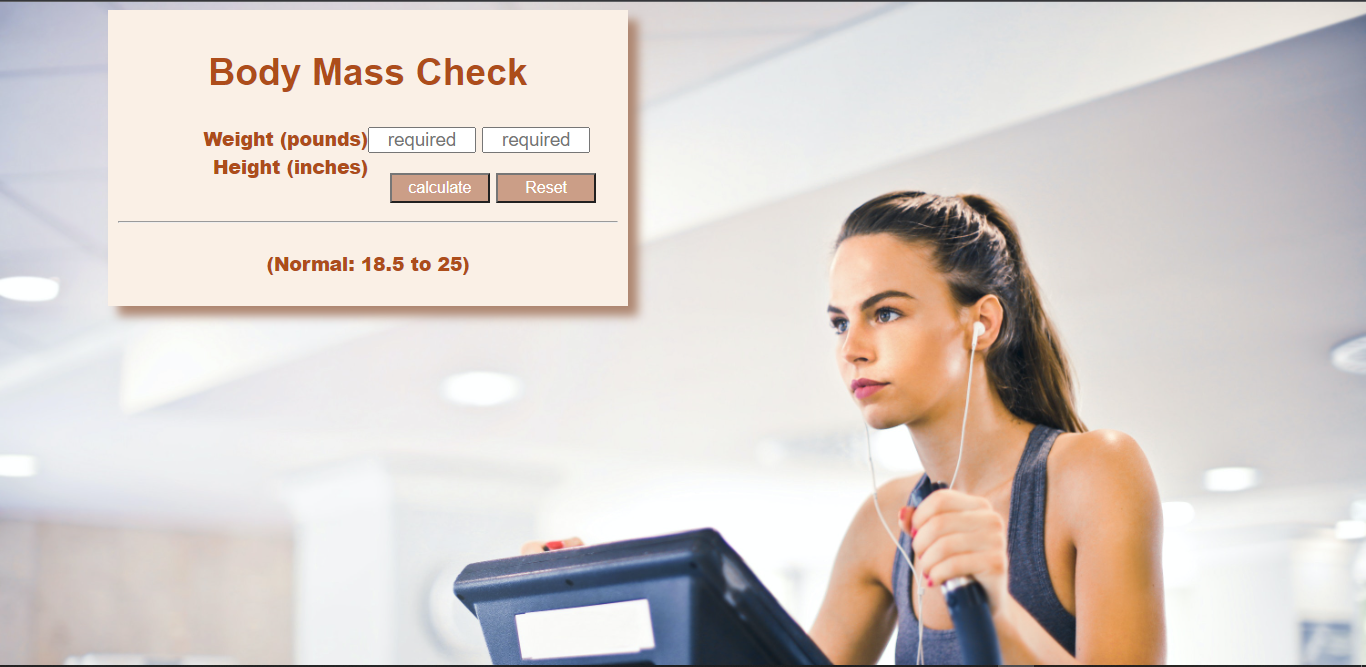 Body Mass Check
Weight (pounds) required required
Height (inches)
calculate Reset
(Normal: 18.5 to 25)